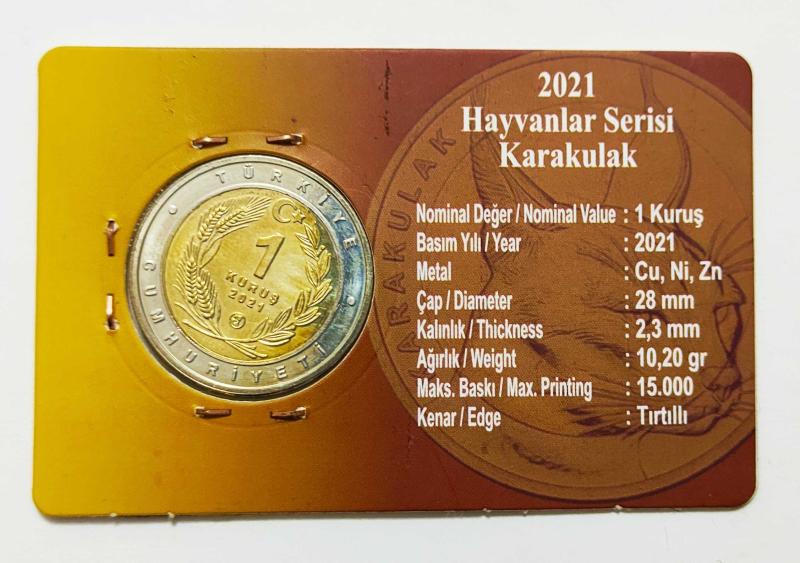 TÜRKİYE
CUMHURİYETİ
1
KURUŞ
2021
2021
Hayvanlar Serisi
Karakulak
Nominal Değer / Nominal Value : 1 Kuruş
Basım Yılı / Year : 2021
Metal : Cu, Ni, Zn
Çap / Diameter : 28 mm
Kalınlık / Thickness : 2,3 mm
Ağırlık / Weight : 10,20 gr
Maks. Baskı / Max. Printing : 15.000
Kenar / Edge : Tırtıllı
KARAKULAK